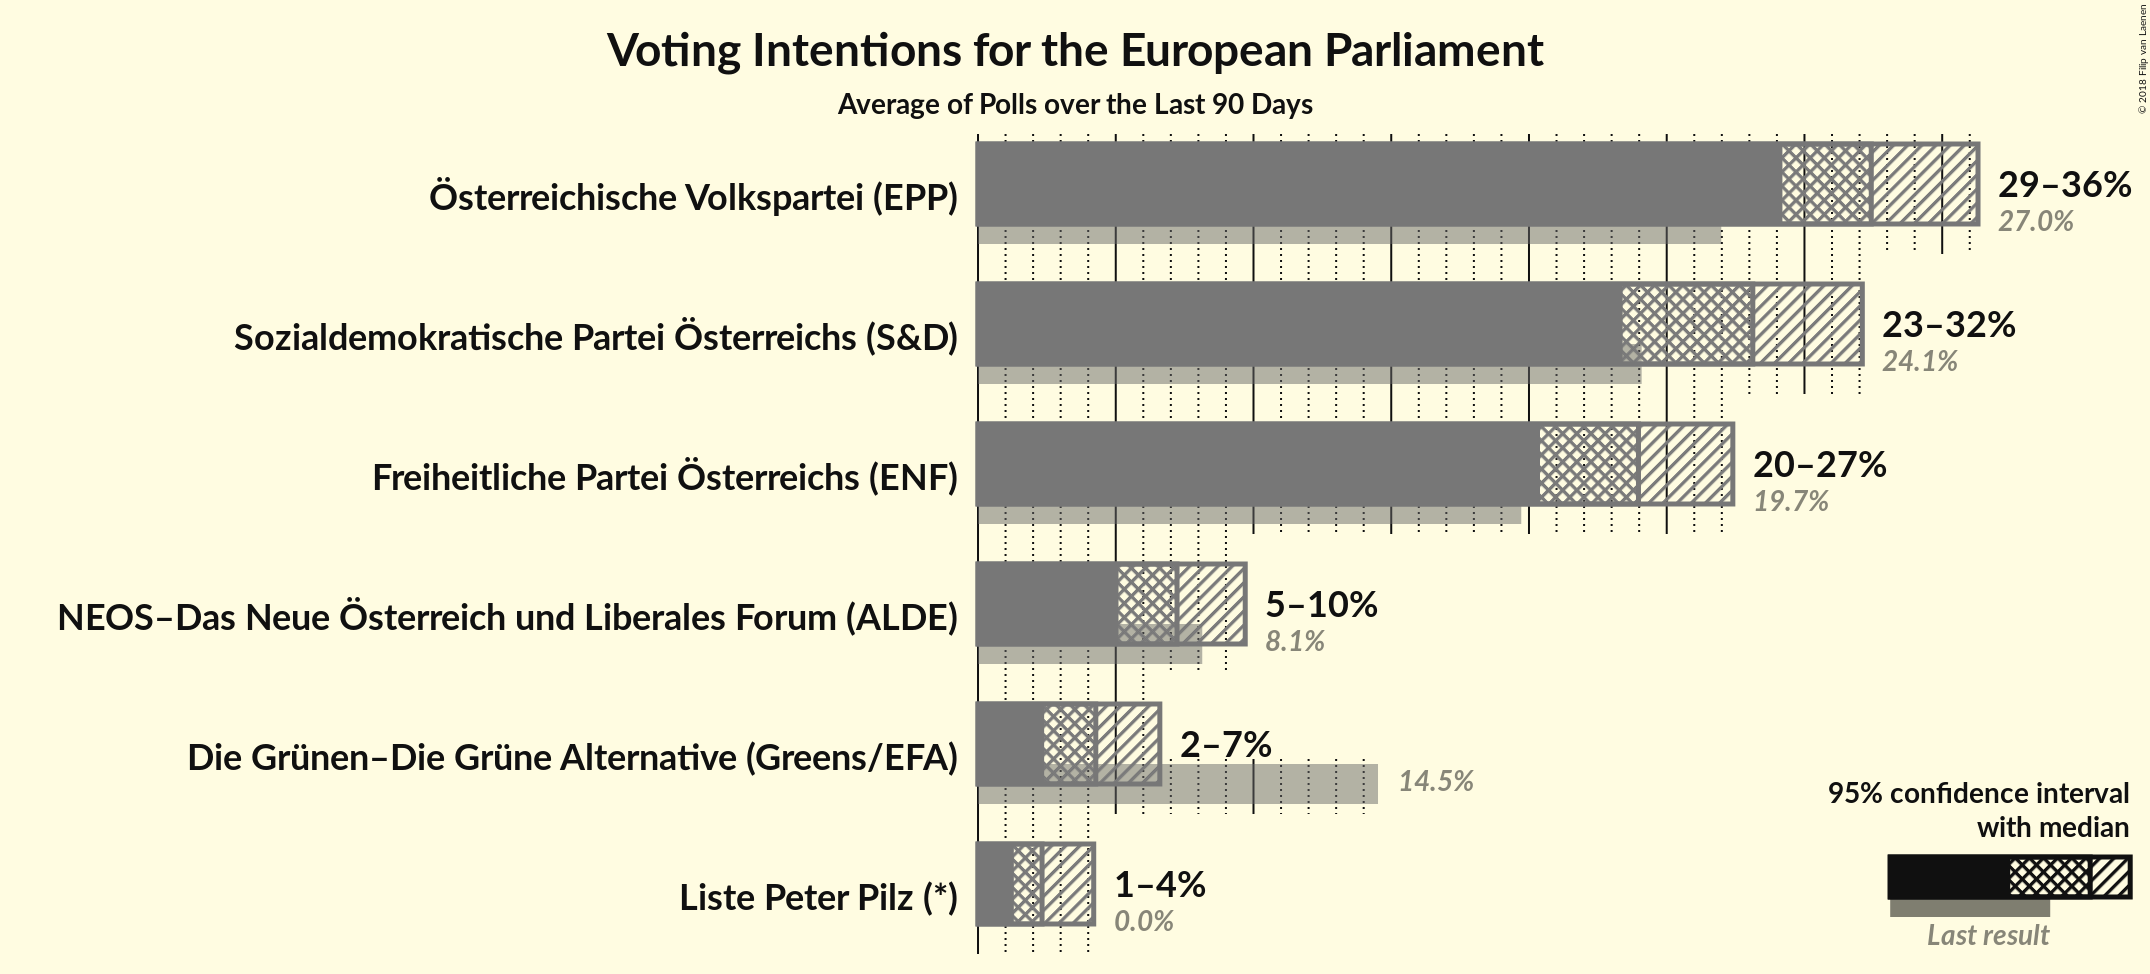 Voting Intentions for the European Parliament
Average of Polls over the Last 90 Days
© 2018 Filip van Laenen
Österreichische Volkspartei (EPP)
29–36%
27.0%
Sozialdemokratische Partei Österreichs (S&D)
23–32%
24.1%
Freiheitliche Partei Österreichs (ENF)
20–27%
19.7%
NEOS–Das Neue Österreich und Liberales Forum (ALDE)
5–10%
8.1%
Die Grünen–Die Grüne Alternative (Greens/EFA)
2–7%
14.5%
Liste Peter Pilz (*)
1–4%
0.0%
95% confidence interval
with median
Last result